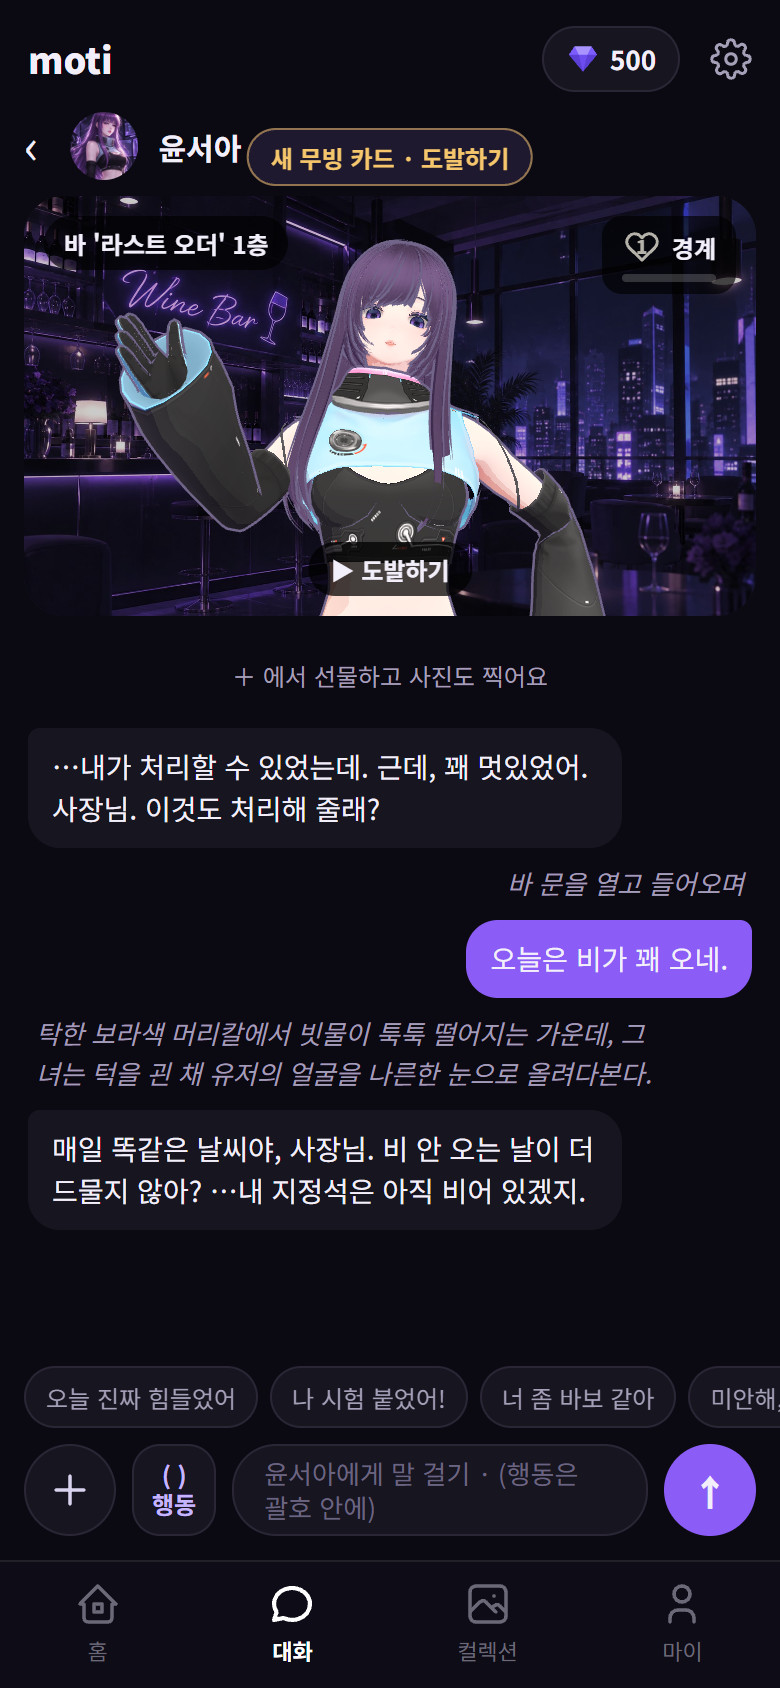 moti
500
윤서아
새 무빙 카드 · 도발하기
바 '라스트 오더' 1층
1 경계
Wine Bar
▶ 도발하기
+ 에서 선물하고 사진도 찍어요
…내가 처리할 수 있었는데. 근데, 꽤 멋있었어.
사장님. 이것도 처리해 줄래?
바 문을 열고 들어오며
오늘은 비가 꽤 오네.
탁한 보라색 머리칼에서 빗물이 툭툭 떨어지는 가운데, 그
녀는 턱을 괸 채 유저의 얼굴을 나른한 눈으로 올려다본다.
매일 똑같은 날씨야, 사장님. 비 안 오는 날이 더
드물지 않아? …내 지정석은 아직 비어 있겠지.
오늘 진짜 힘들었어
나 시험 붙었어!
너 좀 바보 같아
미안해,
( )
행동
윤서아에게 말 걸기 · (행동은
괄호 안에)
홈
대화
컬렉션
마이